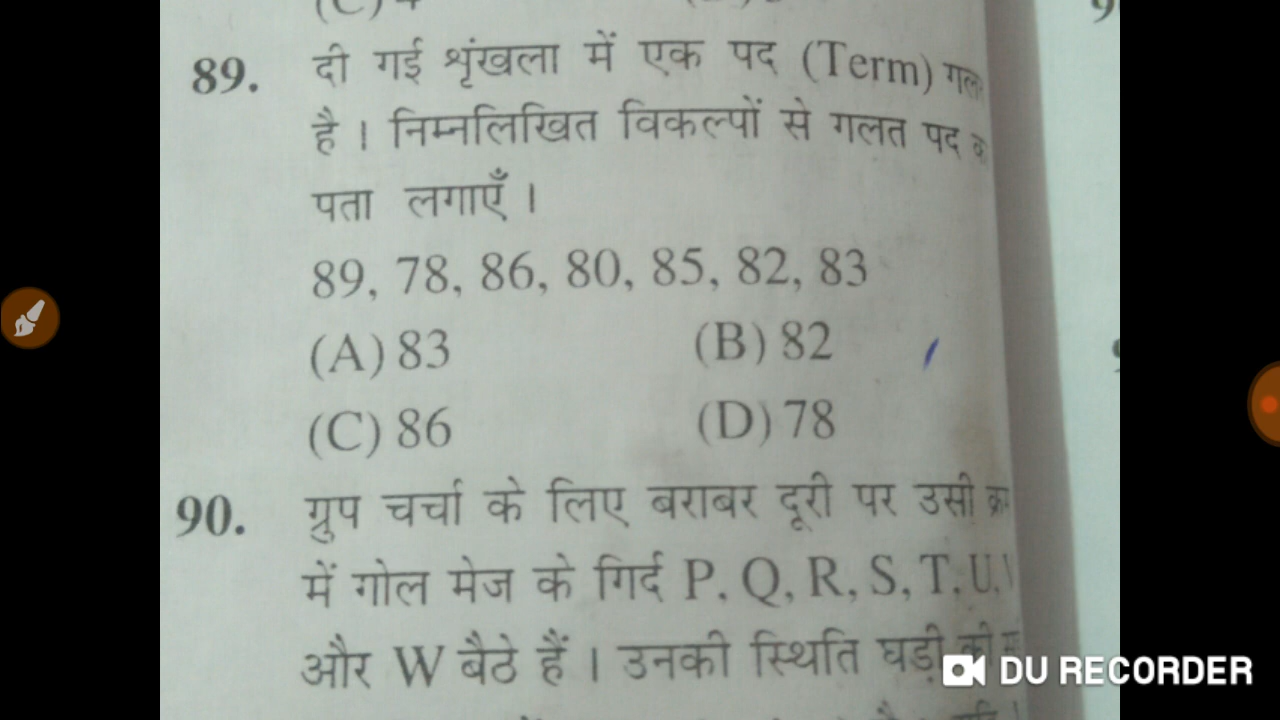 89. दी गई शृंखला में एक पद (Term)
है । निम्नलिखित विकल्पों से गलत पद
पता लगाएँ ।
89, 78, 86, 80, 85, 82, 83
(A) 83 (B) 82
(C) 86 (D) 78
90. ग्रुप चर्चा के लिए बराबर दूरी पर उसी
में गोल मेज के गिर्द P, Q, R, S, T, U,
और W बैठे हैं । उनकी स्थिति घड़ी की
DU RECORDER